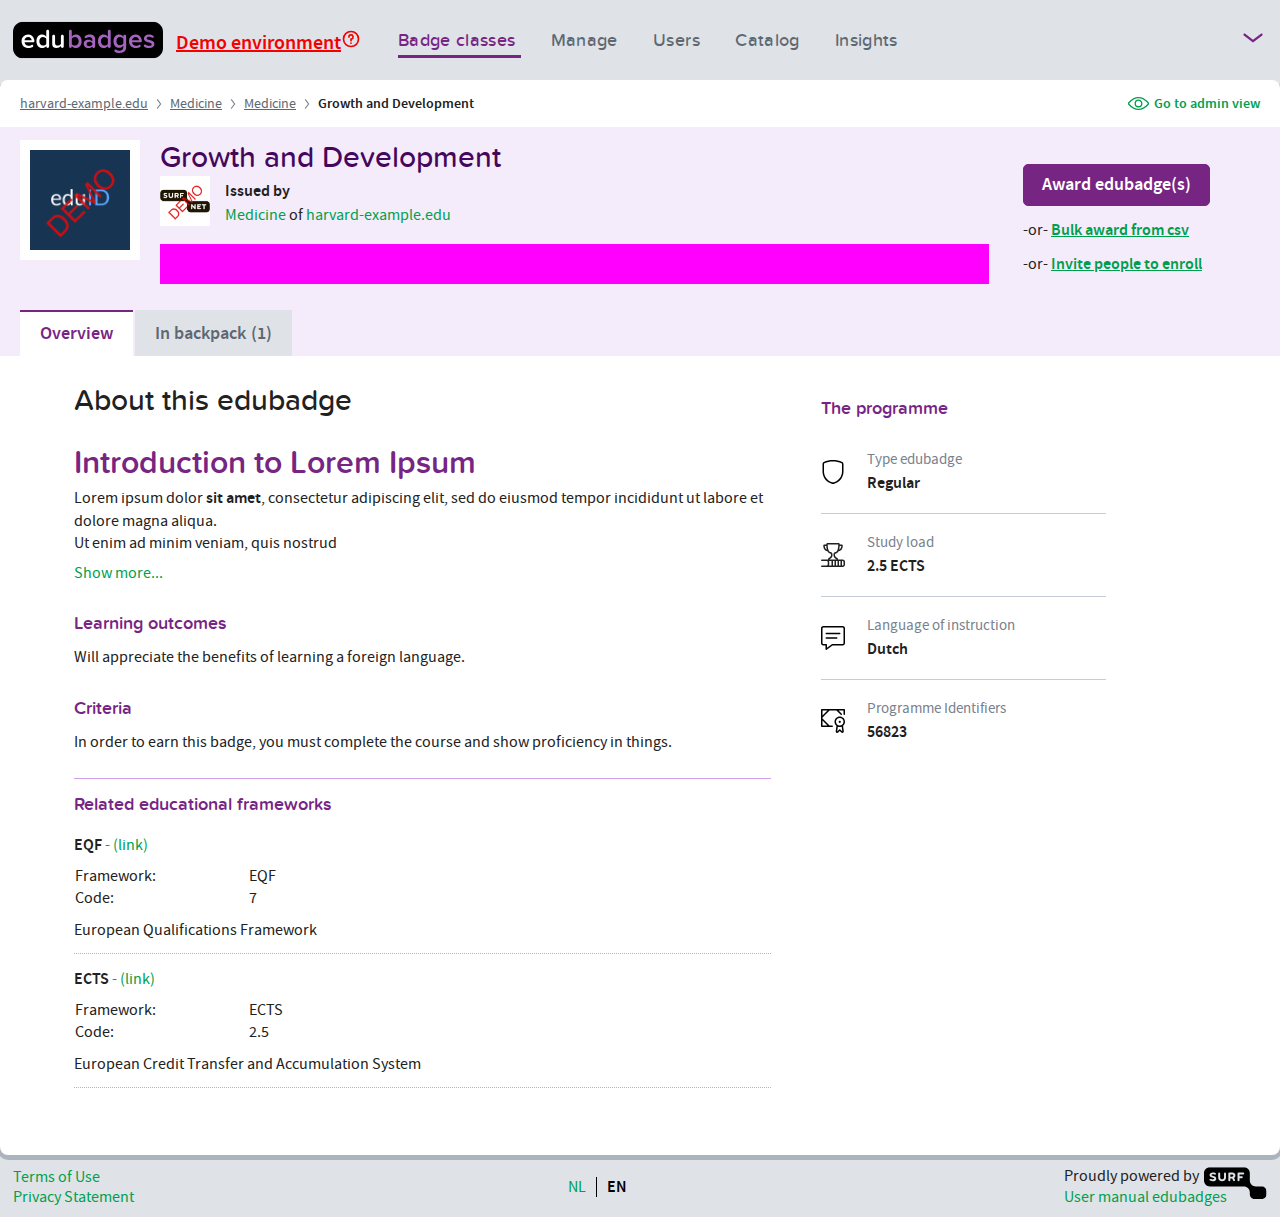 edubadges Demo environment Badge classes Manage Users Catalog Insights
harvard-example.edu Medicine Medicine Growth and Development Go to admin view
eduID DEMO
Growth and Development
SURF NET DEMO
Issued by
Medicine of harvard-example.edu
Award edubadge(s)
-or- Bulk award from csv
-or- Invite people to enroll
Overview In backpack (1)
About this edubadge
Introduction to Lorem Ipsum
Lorem ipsum dolor sit amet, consectetur adipiscing elit, sed do eiusmod tempor incididunt ut labore et
dolore magna aliqua.
Ut enim ad minim veniam, quis nostrud
Show more...
Learning outcomes
Will appreciate the benefits of learning a foreign language.
Criteria
In order to earn this badge, you must complete the course and show proficiency in things.
Related educational frameworks
EQF - (link)
Framework: EQF
Code: 7
European Qualifications Framework
ECTS - (link)
Framework: ECTS
Code: 2.5
European Credit Transfer and Accumulation System
The programme
Type edubadge
Regular
Study load
2.5 ECTS
Language of instruction
Dutch
Programme Identifiers
56823
Terms of Use
Privacy Statement
NL EN
Proudly powered by SURF
User manual edubadges